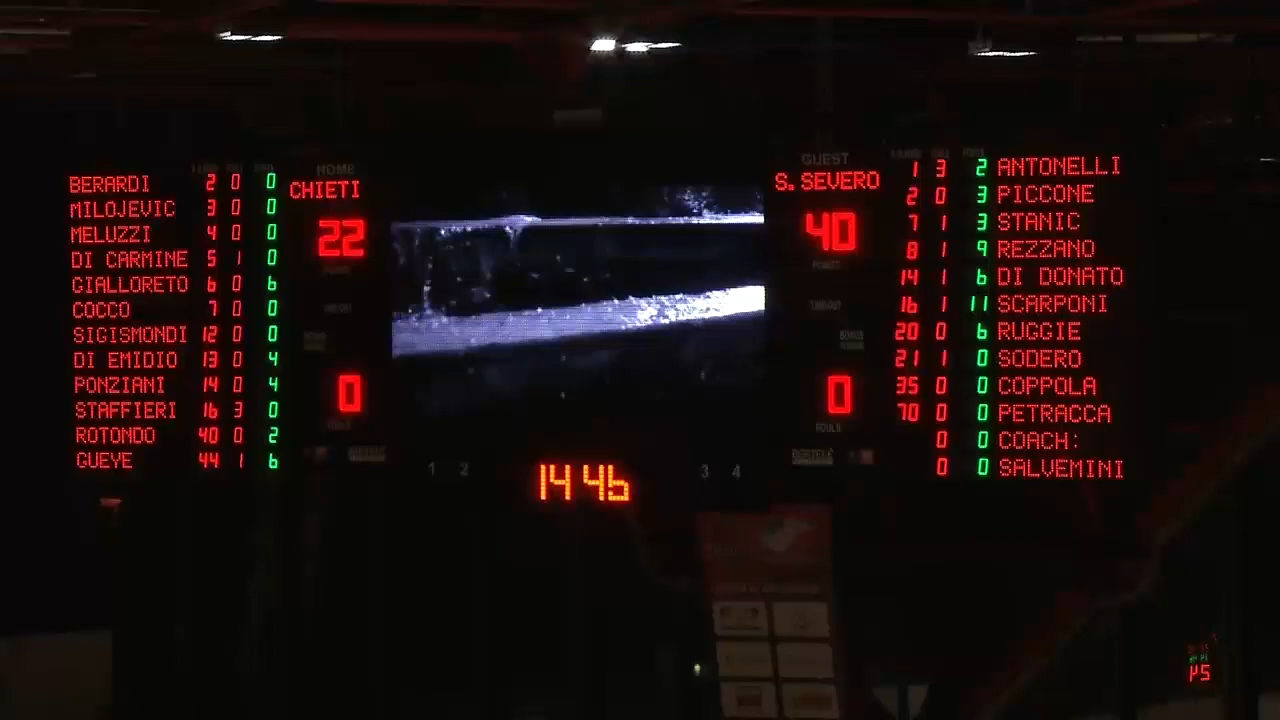 HOME
CHIETI
22
0
BERARDI 2 0 0
MILOJEVIC 3 0 0
MELUZZI 4 0 0
DI CARMINE 5 1 0
GIALLORETO 6 0 6
COCCO 7 0 0
SIGISMONDI 12 0 0
DI EMIDIO 13 0 4
PONZIANI 14 0 4
STAFFIERI 16 3 0
ROTONDO 40 0 2
GUEYE 44 1 6
1 2
14 46
3 4
GUEST
S. SEVERO
40
0
1 3 2 ANTONELLI
2 0 3 PICCONE
7 1 3 STANIC
8 1 9 REZZANO
14 1 6 DI DONATO
16 1 11 SCARPONI
20 0 6 RUGGIE
21 1 0 SODERO
35 0 0 COPPOLA
70 0 0 PETRACCA
0 0 COACH:
0 0 SALVEMINI